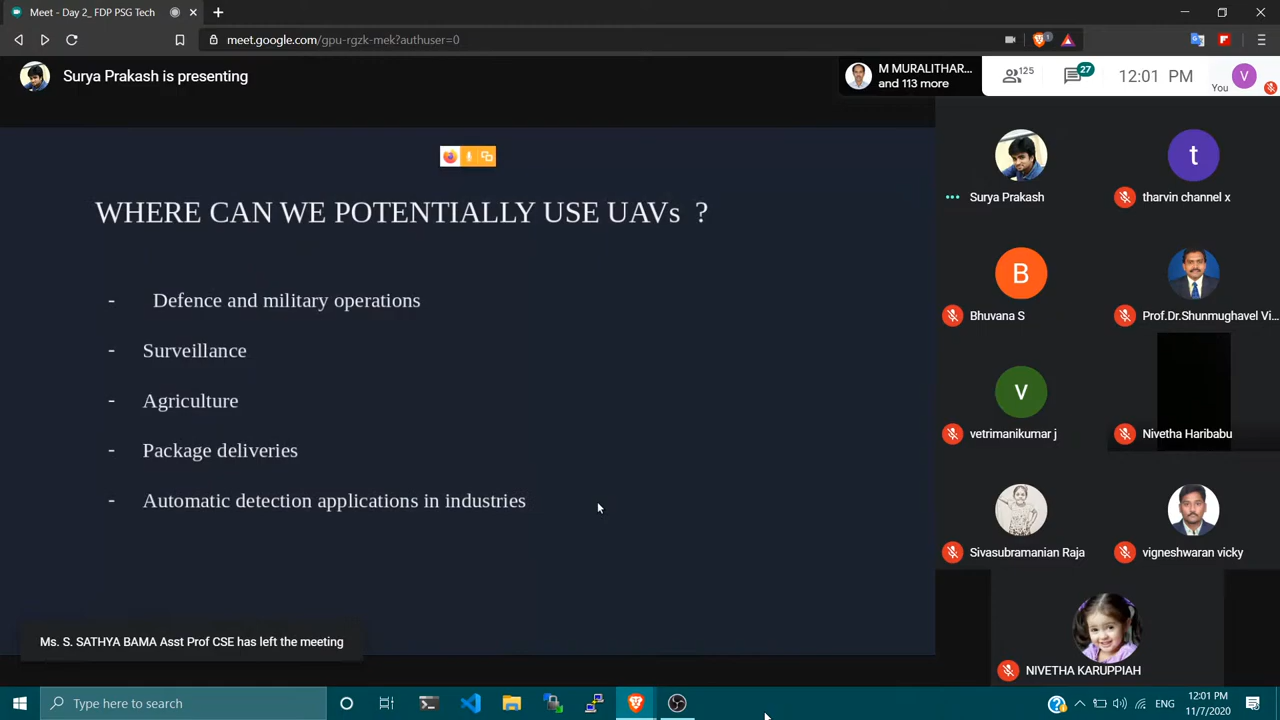 Meet - Day 2_ FDP PSG Tech
meet.google.com/gpu-rgzk-mek?authuser=0
1
Surya Prakash is presenting
M MURALITHAR...
and 113 more
125
27
12:01 PM
You
V
WHERE CAN WE POTENTIALLY USE UAVs ?
- Defence and military operations
- Surveillance
- Agriculture
- Package deliveries
- Automatic detection applications in industries
Surya Prakash
t
tharvin channel x
B
Bhuvana S
Prof.Dr.Shunmughavel Vi...
v
vetrimanikumar j
Nivetha Haribabu
Sivasubramanian Raja
vigneshwaran vicky
NIVETHA KARUPPIAH
Ms. S. SATHYA BAMA Asst Prof CSE has left the meeting
Type here to search
ENG
12:01 PM
11/7/2020